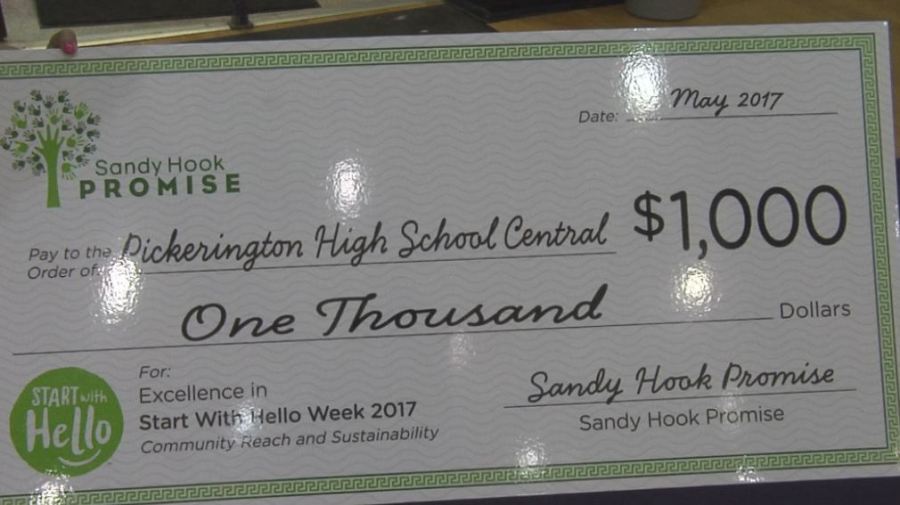 Date: May 2017
Sandy Hook
PROMISE
Pay to the
Order of: Pickerington High School Central $1,000
One Thousand Dollars
START with
Hello
For:
Excellence in
Start With Hello Week 2017
Community Reach and Sustainability
Sandy Hook Promise
Sandy Hook Promise